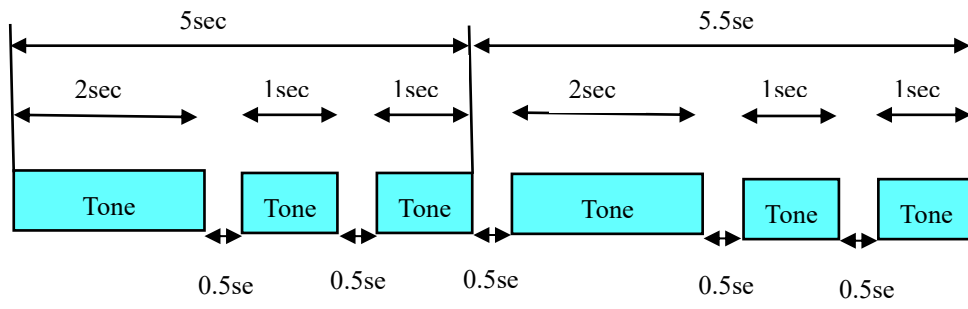 5sec 5.5se
2sec 1sec 1sec 2sec 1sec 1sec
Tone Tone Tone Tone Tone Tone
0.5se 0.5se 0.5se 0.5se 0.5se